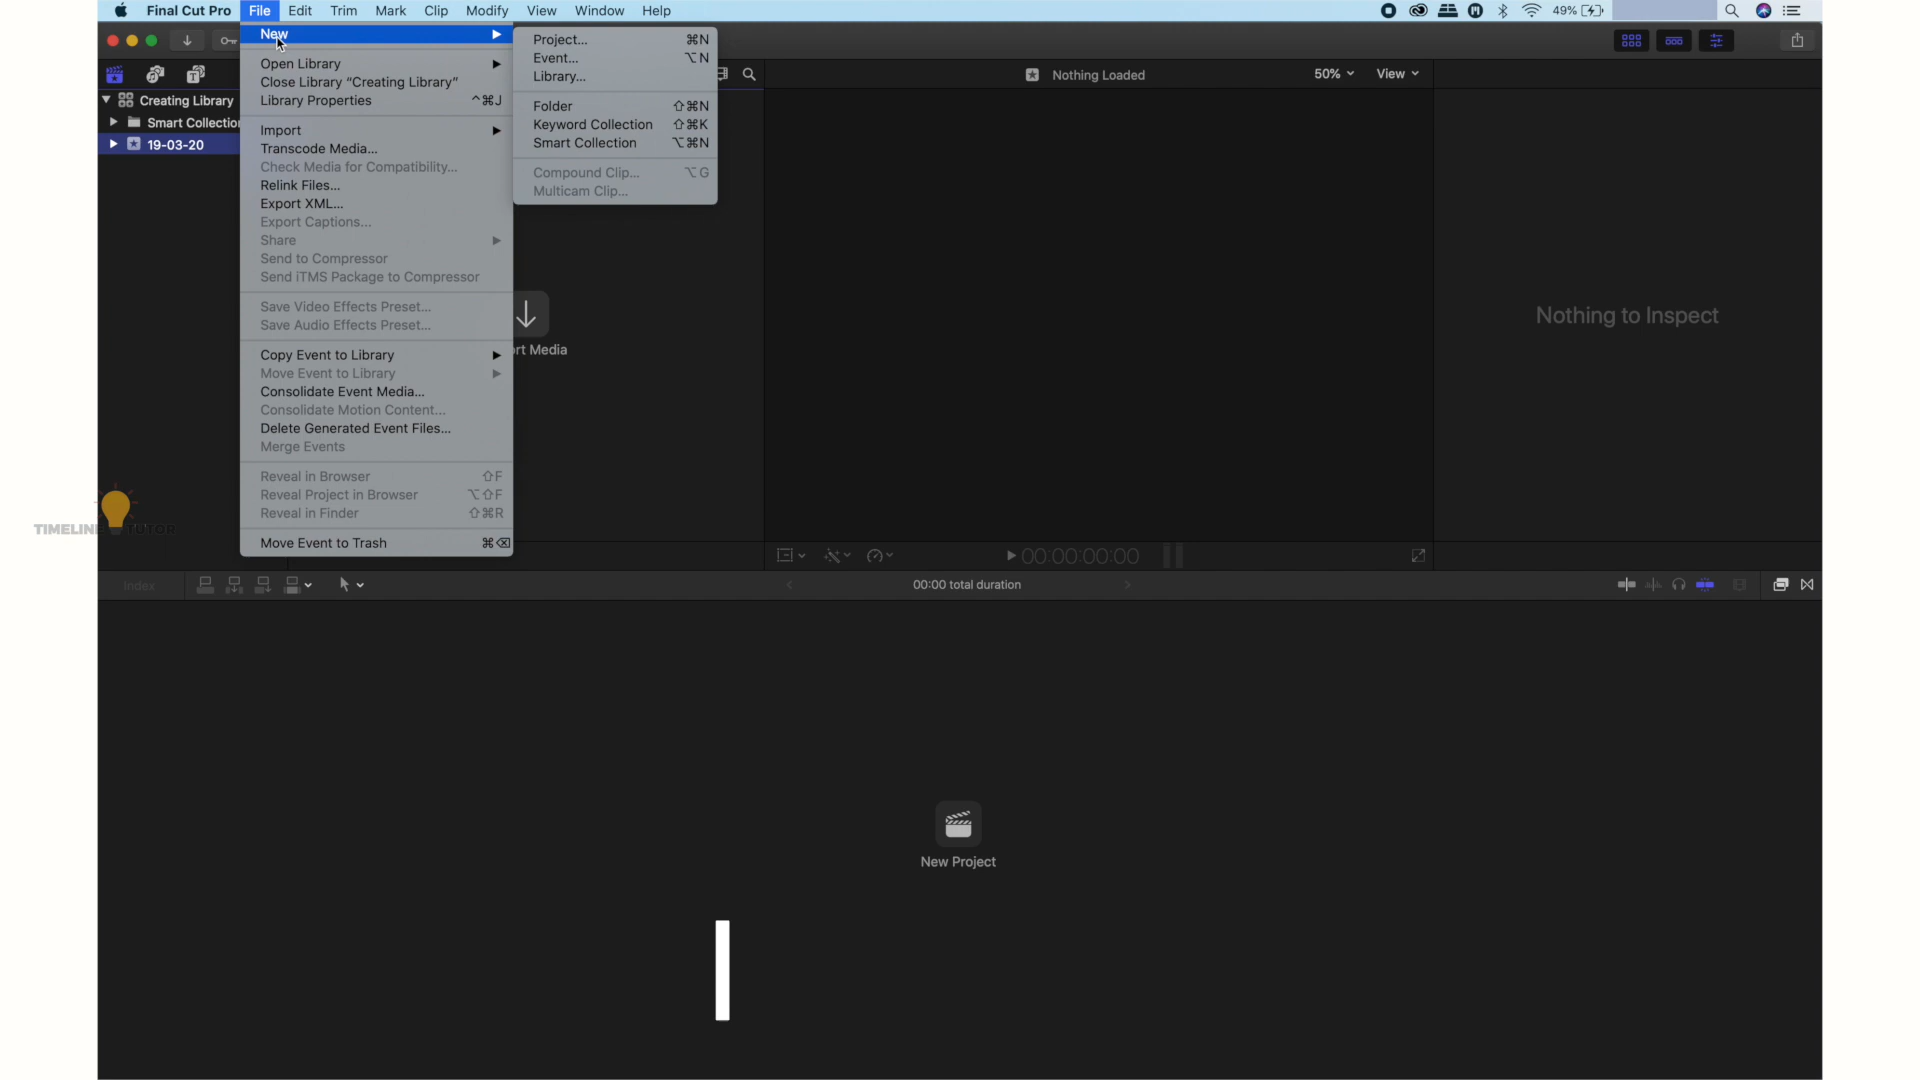 Final Cut Pro File Edit Trim Mark Clip Modify View Window Help 49%
New
Project... ⌘N
Event... ⌥N
Library...
Folder ⇧⌘N
Keyword Collection ⇧⌘K
Smart Collection ⌥⌘N
Compound Clip... ⌥G
Multicam Clip...
Open Library
Close Library “Creating Library”
Library Properties ^⌘J
Import
Transcode Media...
Check Media for Compatibility...
Relink Files...
Export XML...
Export Captions...
Share
Send to Compressor
Send iTMS Package to Compressor
Save Video Effects Preset...
Save Audio Effects Preset...
Copy Event to Library
Move Event to Library
Consolidate Event Media...
Consolidate Motion Content...
Delete Generated Event Files...
Merge Events
Reveal in Browser ⇧F
Reveal Project in Browser ⌥⇧F
Reveal in Finder ⇧⌘R
Move Event to Trash ⌘⌫
Creating Library
Smart Collectio
19-03-20
rt Media
Nothing Loaded 50% View
Nothing to Inspect
TIMELINE TUTOR
00:00:00:00
Index 00:00 total duration
New Project